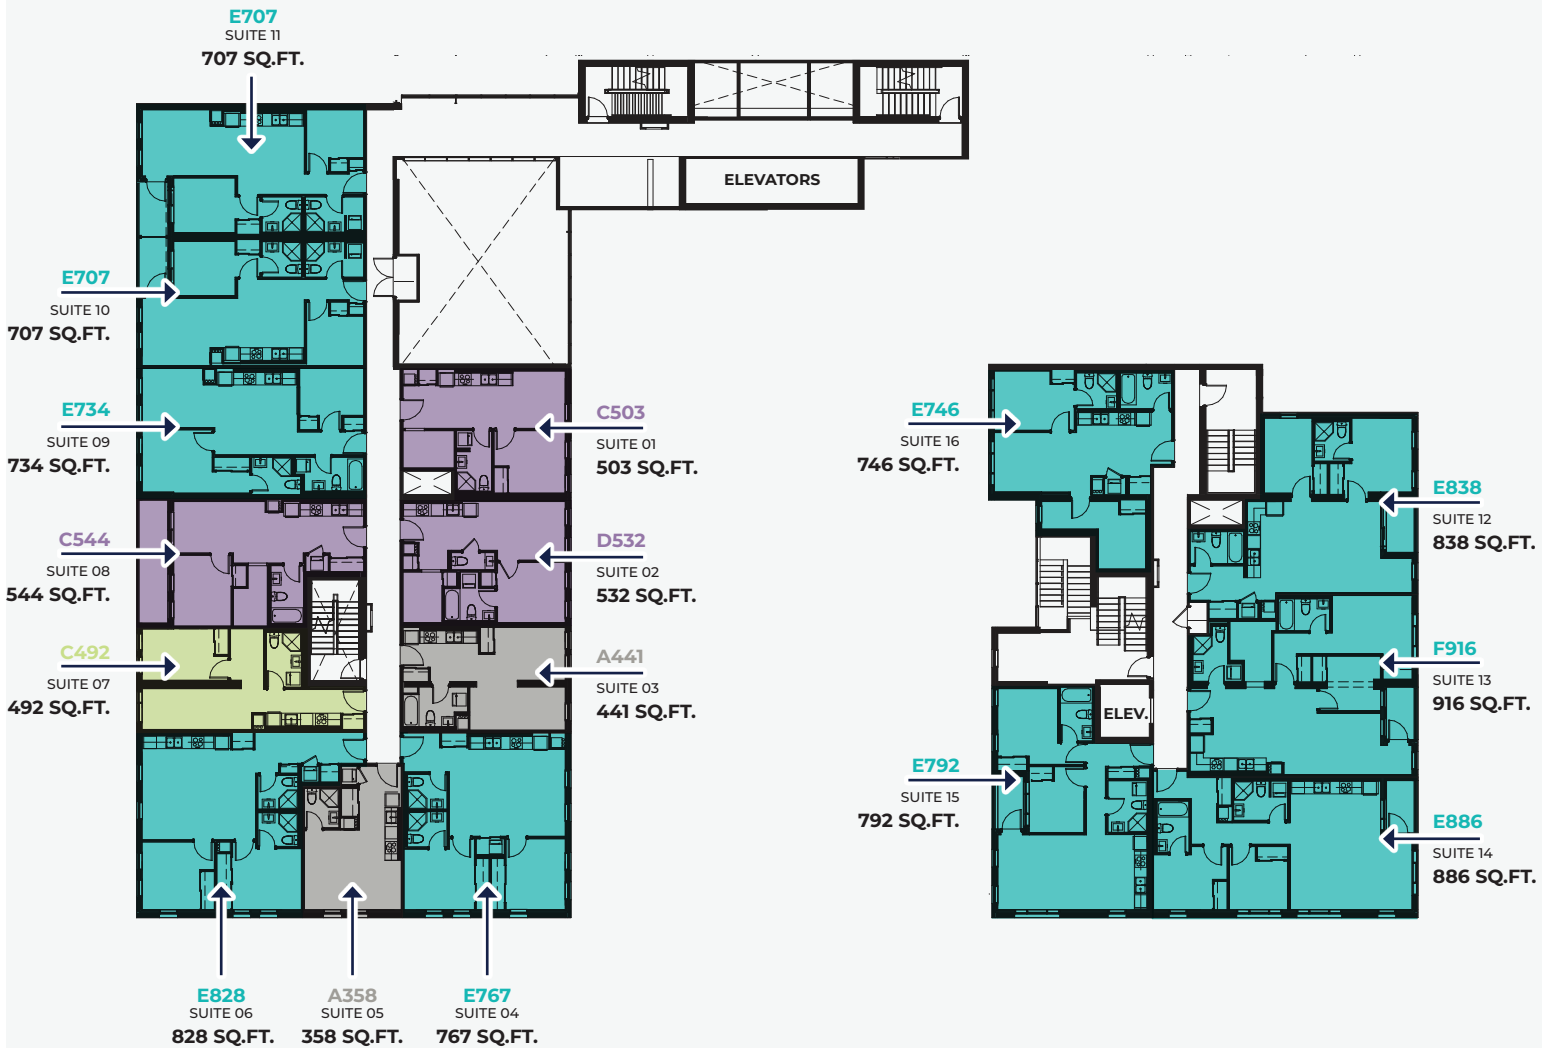 E707
SUITE 11
707 SQ.FT.
ELEVATORS
E707
SUITE 10
707 SQ.FT.
E734
SUITE 09
734 SQ.FT.
C503
SUITE 01
503 SQ.FT.
E746
SUITE 16
746 SQ.FT.
E838
SUITE 12
838 SQ.FT.
C544
SUITE 08
544 SQ.FT.
D532
SUITE 02
532 SQ.FT.
C492
SUITE 07
492 SQ.FT.
A441
SUITE 03
441 SQ.FT.
F916
SUITE 13
916 SQ.FT.
ELEV.
E792
SUITE 15
792 SQ.FT.
E886
SUITE 14
886 SQ.FT.
E828
SUITE 06
828 SQ.FT.
A358
SUITE 05
358 SQ.FT.
E767
SUITE 04
767 SQ.FT.